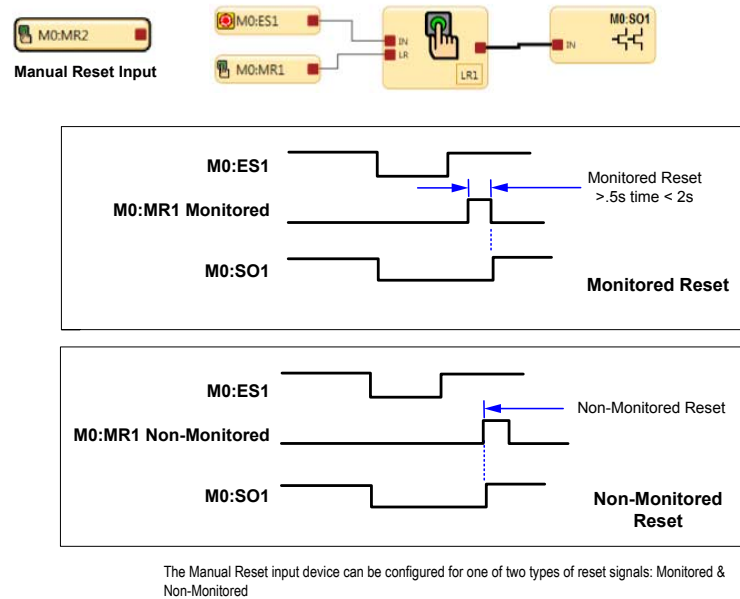 M0:MR2
Manual Reset Input
M0:ES1
M0:MR1
IN
LR
LR1
M0:SO1
IN
M0:ES1
M0:MR1 Monitored
M0:SO1
Monitored Reset
>.5s time < 2s
Monitored Reset
M0:ES1
M0:MR1 Non-Monitored
M0:SO1
Non-Monitored Reset
Non-Monitored
Reset
The Manual Reset input device can be configured for one of two types of reset signals: Monitored &
Non-Monitored